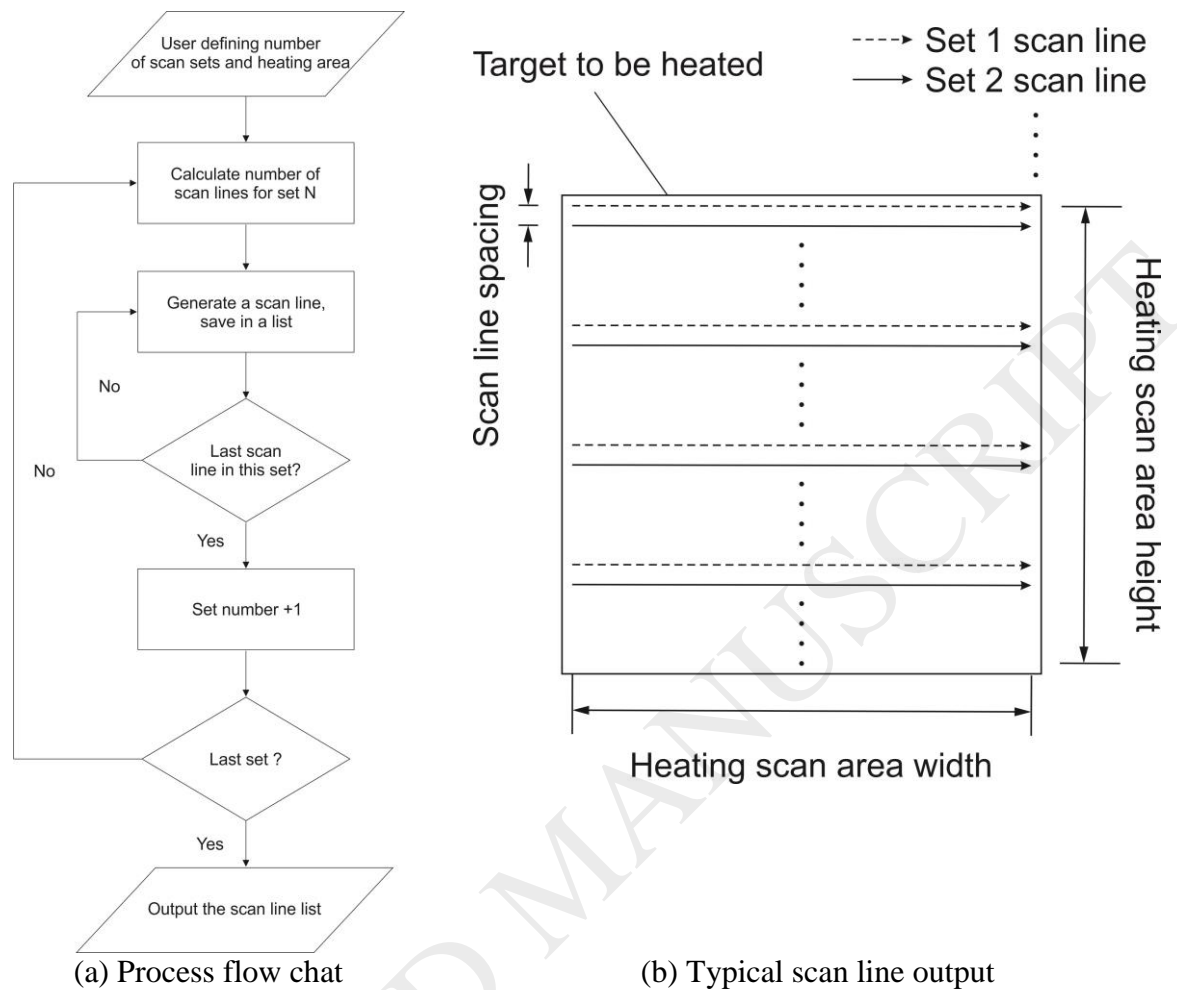 User defining number
of scan sets and heating area
Calculate number of
scan lines for set N
Generate a scan line,
save in a list
No
Last scan
line in this set?
No
Yes
Set number +1
Last set ?
Yes
Output the scan line list
(a) Process flow chat
Set 1 scan line
Set 2 scan line
Target to be heated
Scan line spacing
Heating scan area height
Heating scan area width
(b) Typical scan line output
D MANUSCRIPT